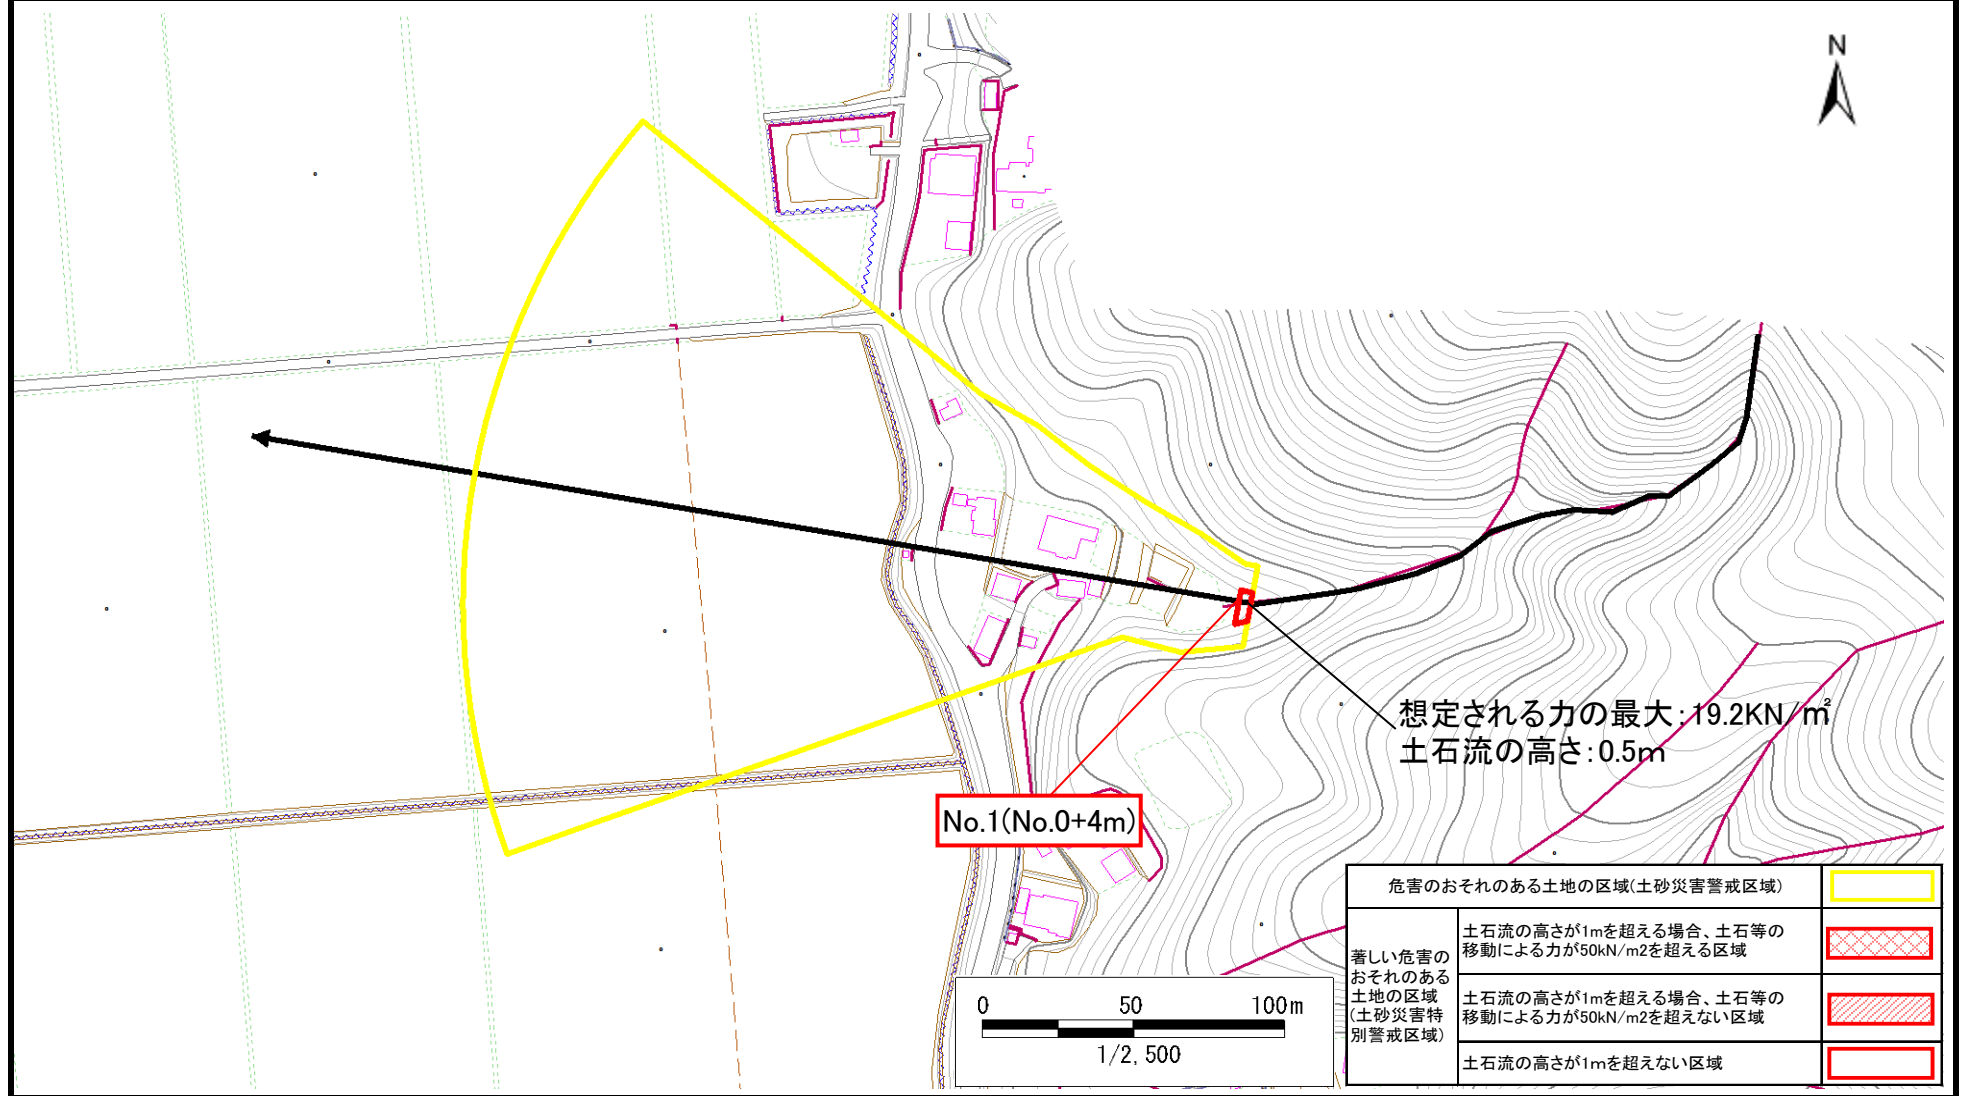 N
想定される力の最大:19.2KN/㎡
土石流の高さ:0.5m
No.1(No.0+4m)
0 50 100m
1/2,500
危害のおそれのある土地の区域(土砂災害警戒区域)
著しい危害の
おそれのある
土地の区域
(土砂災害特
別警戒区域)
土石流の高さが1mを超える場合、土石等の
移動による力が50kN/m2を超える区域
土石流の高さが1mを超える場合、土石等の
移動による力が50kN/m2を超えない区域
土石流の高さが1mを超えない区域